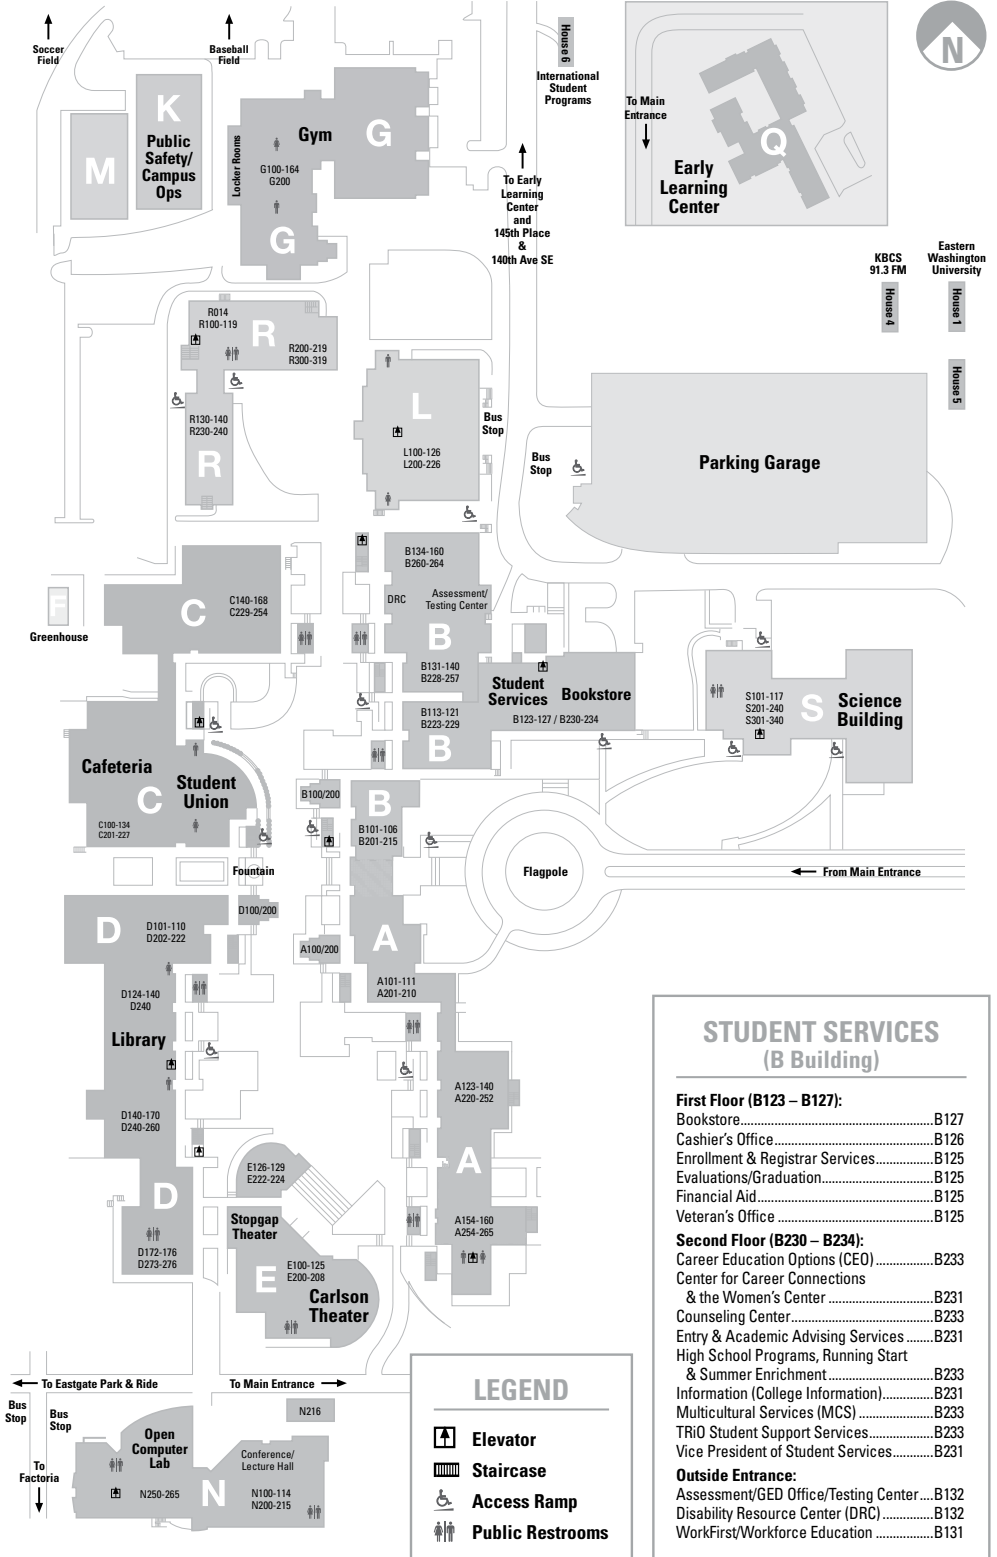 Soccer
Field
Baseball
Field
House 6
International
Student
Programs
N
K
Public
Safety/
Campus
Ops
M
Locker Rooms
Gym
G
G100-164
G200
G
To Early
Learning
Center
and
145th Place
&
140th Ave SE
To Main
Entrance
Early
Learning
Center
Q
KBCS
91.3 FM
House 4
Eastern
Washington
University
House 1
House 5
R014
R100-119
R
R200-219
R300-319
R130-140
R230-240
R
L
L100-126
L200-226
Bus
Stop
Bus
Stop
Parking Garage
F
Greenhouse
C
C140-168
C229-254
B134-160
B260-264
DRC
Assessment/
Testing Center
B
B131-140
B228-257
Student
Services
Bookstore
B123-127 / B230-234
B113-121
B223-229
B
S101-117
S201-240
S301-340
S
Science
Building
Cafeteria
C
Student
Union
C100-134
C201-227
B100/200
B
B101-106
B201-215
Fountain
Flagpole
From Main Entrance
D
D101-110
D202-222
D100/200
A100/200
A
A101-111
A201-210
D124-140
D240
Library
D140-170
D240-260
D
D172-176
D273-276
A123-140
A220-252
A
A154-160
A254-265
E126-129
E222-224
Stopgap
Theater
E
E100-125
E200-208
Carlson
Theater
To Eastgate Park & Ride
To Main Entrance
Bus
Stop
Bus
Stop
To
Factoria
N216
Open
Computer
Lab
N250-265
N
Conference/
Lecture Hall
N100-114
N200-215
LEGEND
Elevator
Staircase
Access Ramp
Public Restrooms
STUDENT SERVICES
(B Building)
First Floor (B123 – B127):
Bookstore......................................................B127
Cashier's Office.............................................B126
Enrollment & Registrar Services................B125
Evaluations/Graduation...............................B125
Financial Aid..................................................B125
Veteran's Office ............................................B125
Second Floor (B230 – B234):
Career Education Options (CEO) ................B233
Center for Career Connections
& the Women's Center ..............................B231
Counseling Center........................................B233
Entry & Academic Advising Services ........B231
High School Programs, Running Start
& Summer Enrichment..............................B233
Information (College Information)...............B231
Multicultural Services (MCS) .....................B233
TRiO Student Support Services..................B233
Vice President of Student Services............B231
Outside Entrance:
Assessment/GED Office/Testing Center....B132
Disability Resource Center (DRC) ..............B132
WorkFirst/Workforce Education ................B131